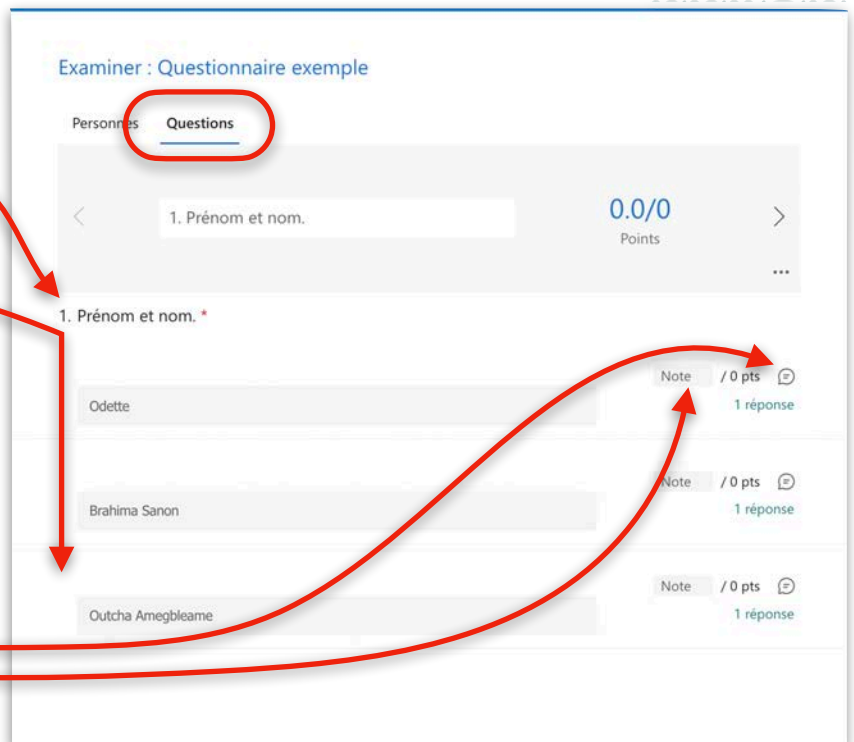 Examiner : Questionnaire exemple
Personnes Questions
1. Prénom et nom. 0.0/0
Points
1. Prénom et nom. *
Note / 0 pts
Odette 1 réponse
Note / 0 pts
Brahima Sanon 1 réponse
Note / 0 pts
Outcha Amegbleame 1 réponse